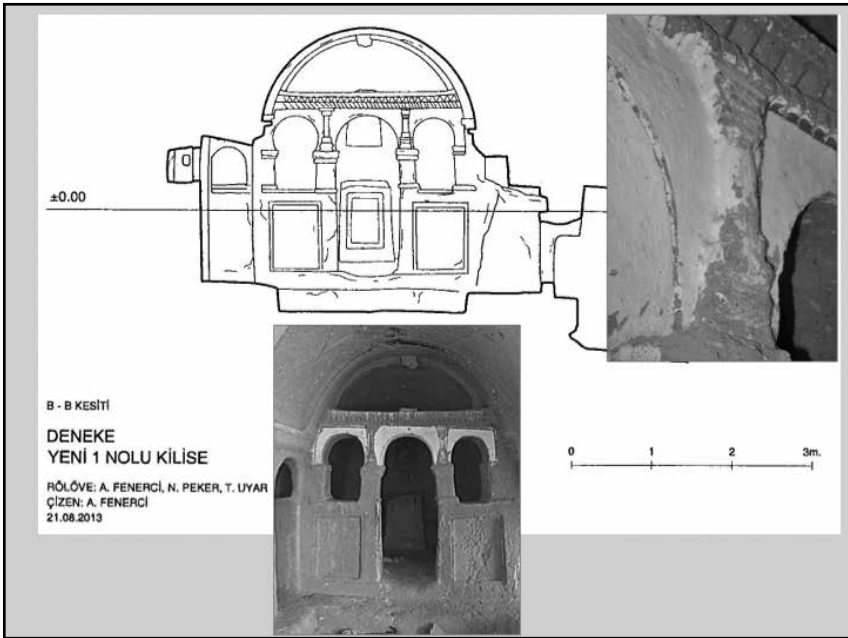 ±0.00
B - B KESİTİ
DENEKE
YENİ 1 NOLU KİLİSE
RÖLÖVE: A. FENERCİ, N. PEKER, T. UYAR
ÇİZEN: A. FENERCİ
21.08.2013
0 1 2 3m.